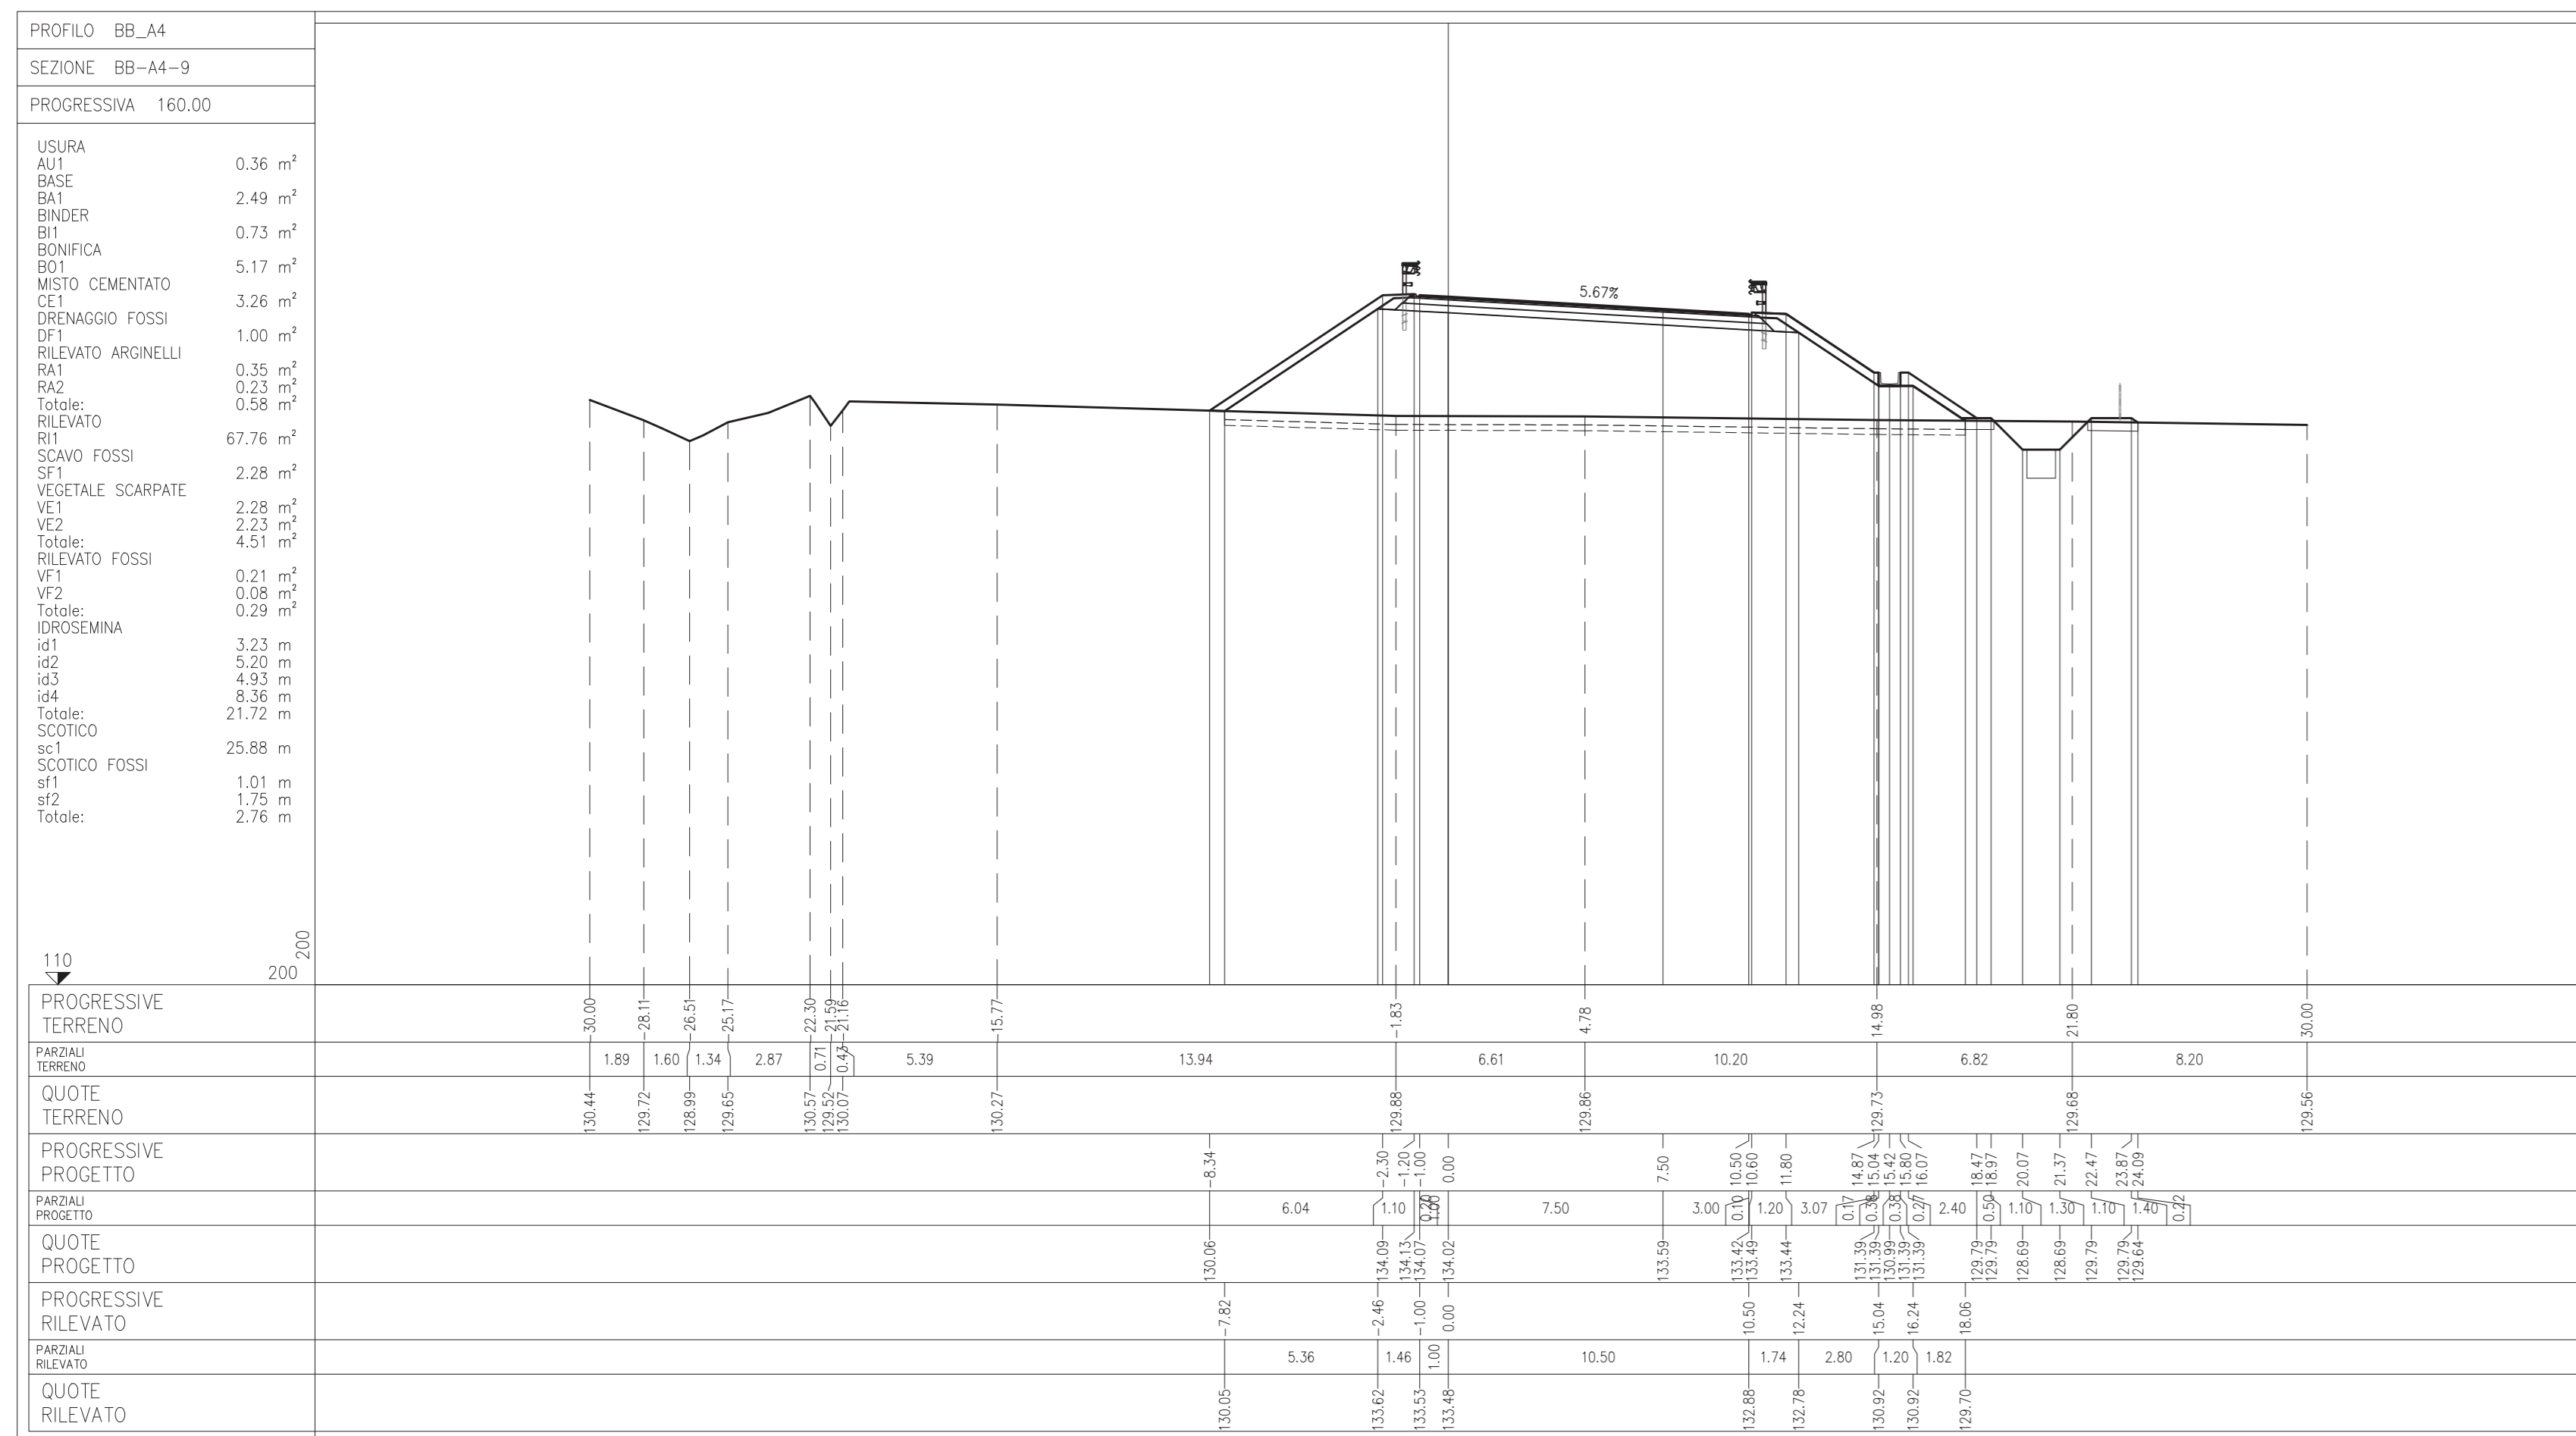 PROFILO BB_A4
SEZIONE BB-A4-9
PROGRESSIVA 160.00
USURA
AU1 0.36 m²
BASE
BA1 2.49 m²
BINDER
BI1 0.73 m²
BONIFICA
BO1 5.17 m²
MISTO CEMENTATO
CE1 3.26 m²
DRENAGGIO FOSSI
DF1 1.00 m²
RILEVATO ARGINELLI
RA1 0.35 m²
RA2 0.23 m²
Totale: 0.58 m²
RILEVATO
RI1 67.76 m²
SCAVO FOSSI
SF1 2.28 m²
VEGETALE SCARPATE
VE1 2.28 m²
VE2 2.23 m²
Totale: 4.51 m²
RILEVATO FOSSI
VF1 0.21 m²
VF2 0.08 m²
Totale: 0.29 m²
IDROSEMINA
id1 3.23 m
id2 5.20 m
id3 4.93 m
id4 8.36 m
Totale: 21.72 m
SCOTICO
sc1 25.88 m
SCOTICO FOSSI
sf1 1.01 m
sf2 1.75 m
Totale: 2.76 m
5.67%
110 200
200
PROGRESSIVE
TERRENO
-30.00 -28.11 -26.51 -25.17 -22.30 -21.59 -21.16 -15.77 -1.83 4.78 14.98 21.80 30.00
PARZIALI
TERRENO
1.89 1.60 1.34 2.87 0.71 0.43 5.39 13.94 6.61 10.20 6.82 8.20
QUOTE
TERRENO
130.44 129.72 128.99 129.65 130.57 129.52 130.07 130.27 129.88 129.86 129.73 129.68 129.56
PROGRESSIVE
PROGETTO
-8.34 -2.30 -1.20 -1.00 0.00 7.50 10.50 10.60 11.80 14.87 15.04 15.42 15.80 16.07 18.47 18.97 20.07 21.37 22.47 23.87 24.09
PARZIALI
PROGETTO
6.04 1.10 0.20 1.00 7.50 3.00 0.10 1.20 3.07 0.17 0.38 0.38 0.27 2.40 0.50 1.10 1.30 1.10 1.40 0.22
QUOTE
PROGETTO
130.06 134.09 134.13 134.07 134.02 133.59 133.42 133.49 133.44 131.39 131.39 130.99 131.39 131.39 129.79 129.79 128.69 128.69 129.79 129.79 129.64
PROGRESSIVE
RILEVATO
-7.82 -2.46 -1.00 0.00 10.50 12.24 15.04 16.24 18.06
PARZIALI
RILEVATO
5.36 1.46 1.00 10.50 1.74 2.80 1.20 1.82
QUOTE
RILEVATO
130.05 133.62 133.53 133.48 132.88 132.78 130.92 130.92 129.70